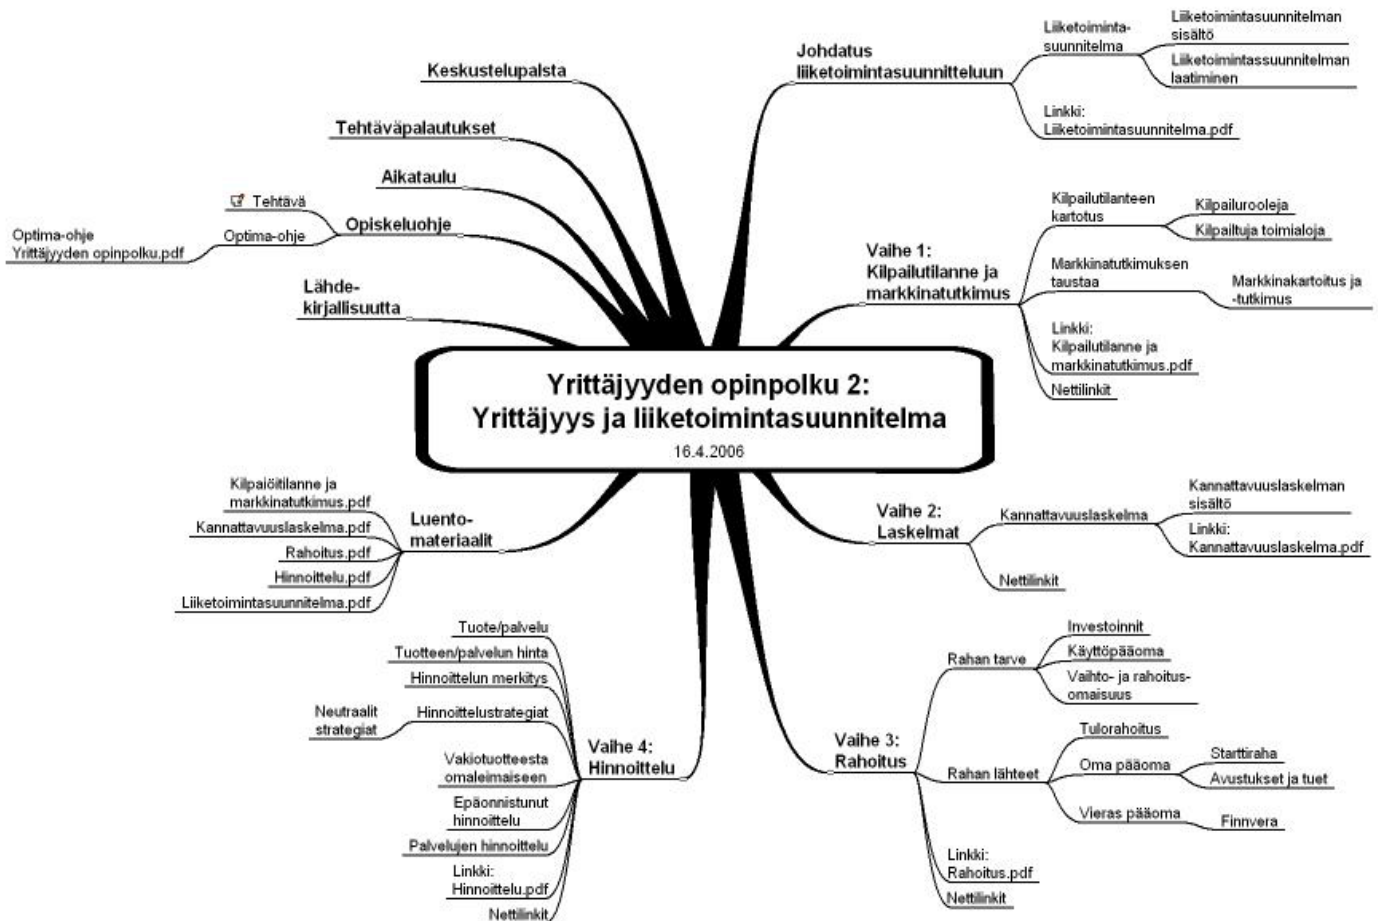 Yrittäjyyden opinpolku 2:
Yrittäjyys ja liiketoimintasuunnitelma
16.4.2006
Johdatus
liiketoimintasuunnitteluun
Liiketoiminta-
suunnitelma
Liiketoimintasuunnitelman
sisältö
Liiketoimintassuunnitelman
laatiminen
Linkki:
Liiketoimintasuunnitelma.pdf
Vaihe 1:
Kilpailutilanne ja
markkinatutkimus
Kilpailutilanteen
kartotus
Kilpailurooleja
Kilpailtuja toimialoja
Markkinatutkimuksen
taustaa
Markkinakartoitus ja
-tutkimus
Linkki:
Kilpailutilanne ja
markkinatutkimus.pdf
Nettilinkit
Vaihe 2:
Laskelmat
Kannattavuuslaskelma
Kannattavuuslaskelman
sisältö
Linkki:
Kannattavuuslaskelma.pdf
Nettilinkit
Vaihe 3:
Rahoitus
Rahan tarve
Investoinnit
Käyttöpääoma
Vaihto- ja rahoitus-
omaisuus
Rahan lähteet
Tulorahoitus
Oma pääoma
Starttiraha
Avustukset ja tuet
Vieras pääoma
Finnvera
Linkki:
Rahoitus.pdf
Nettilinkit
Vaihe 4:
Hinnoittelu
Tuote/palvelu
Tuotteen/palvelun hinta
Hinnoittelun merkitys
Hinnoittelustrategiat
Neutraalit
strategiat
Vakiotuotteesta
omaleimaiseen
Epäonnistunut
hinnoittelu
Palvelujen hinnoittelu
Linkki:
Hinnoittelu.pdf
Nettilinkit
Luento-
materiaalit
Kilpaiöitilanne ja
markkinatutkimus.pdf
Kannattavuuslaskelma.pdf
Rahoitus.pdf
Hinnoittelu.pdf
Liiketoimintasuunnitelma.pdf
Lähde-
kirjallisuutta
Opiskeluohje
Tehtävä
Optima-ohje
Optima-ohje
Yrittäjyyden opinpolku.pdf
Aikataulu
Tehtäväpalautukset
Keskustelupalsta